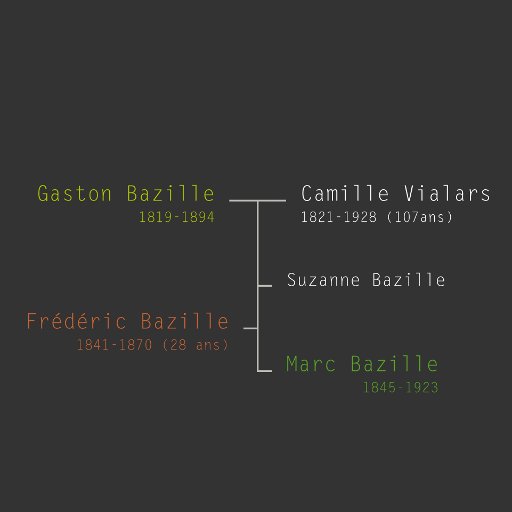 Gaston Bazille
1819-1894
Camille Vialars
1821-1928 (107ans)
Suzanne Bazille
Frédéric Bazille
1841-1870 (28 ans)
Marc Bazille
1845-1923